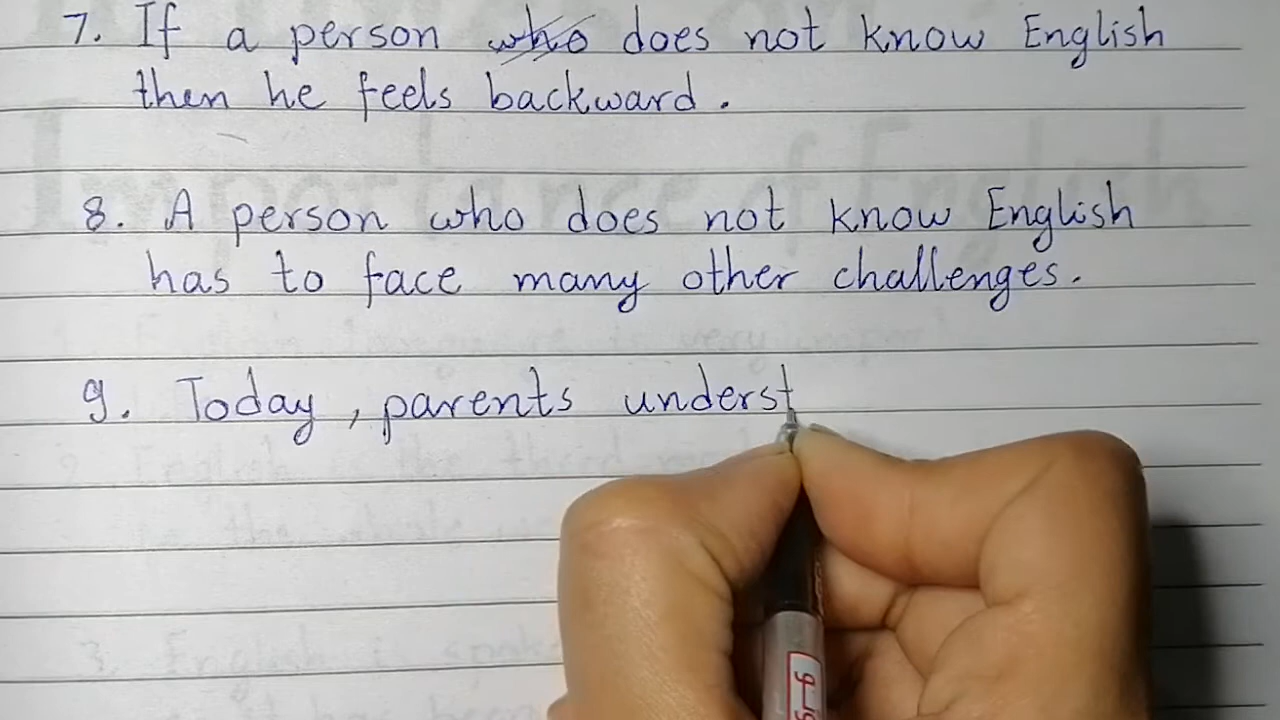 7. If a person who does not know English
then he feels backward.
8. A person who does not know English
has to face many other challenges.
9. Today, parents underst